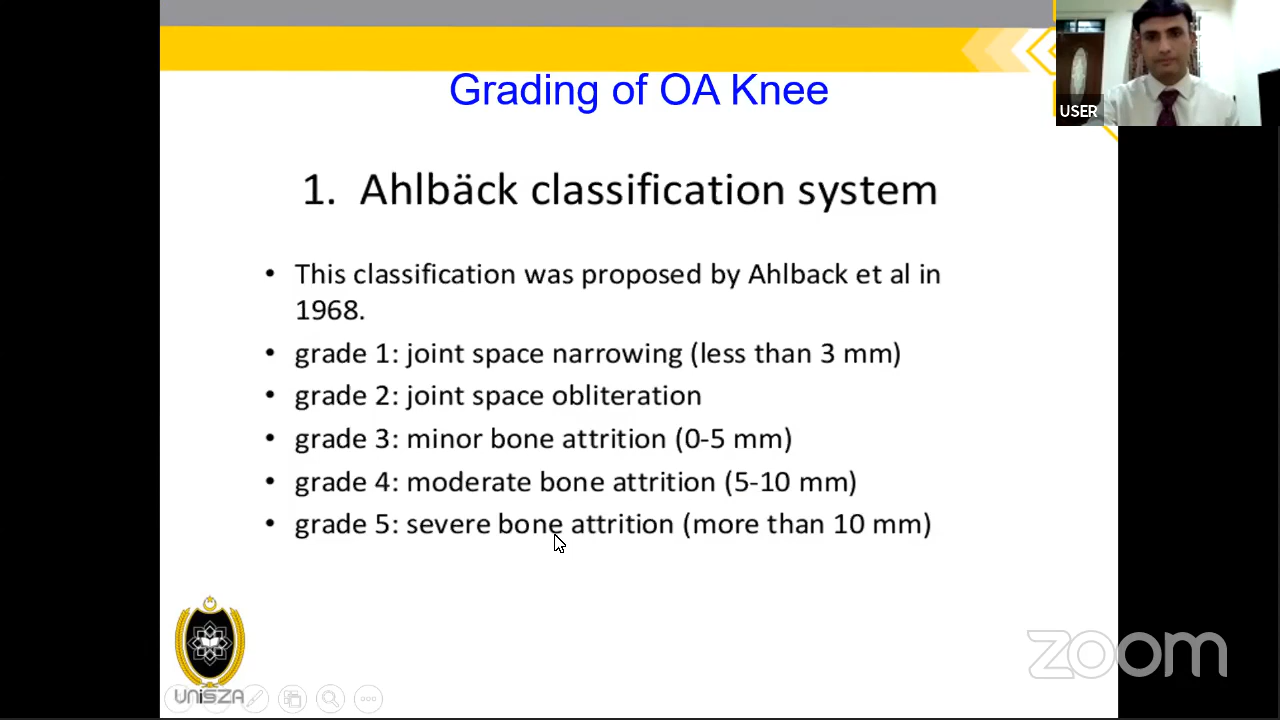 Grading of OA Knee
USER
1. Ahlbäck classification system
• This classification was proposed by Ahlback et al in
1968.
• grade 1: joint space narrowing (less than 3 mm)
• grade 2: joint space obliteration
• grade 3: minor bone attrition (0-5 mm)
• grade 4: moderate bone attrition (5-10 mm)
• grade 5: severe bone attrition (more than 10 mm)
UNiSZA
zoom